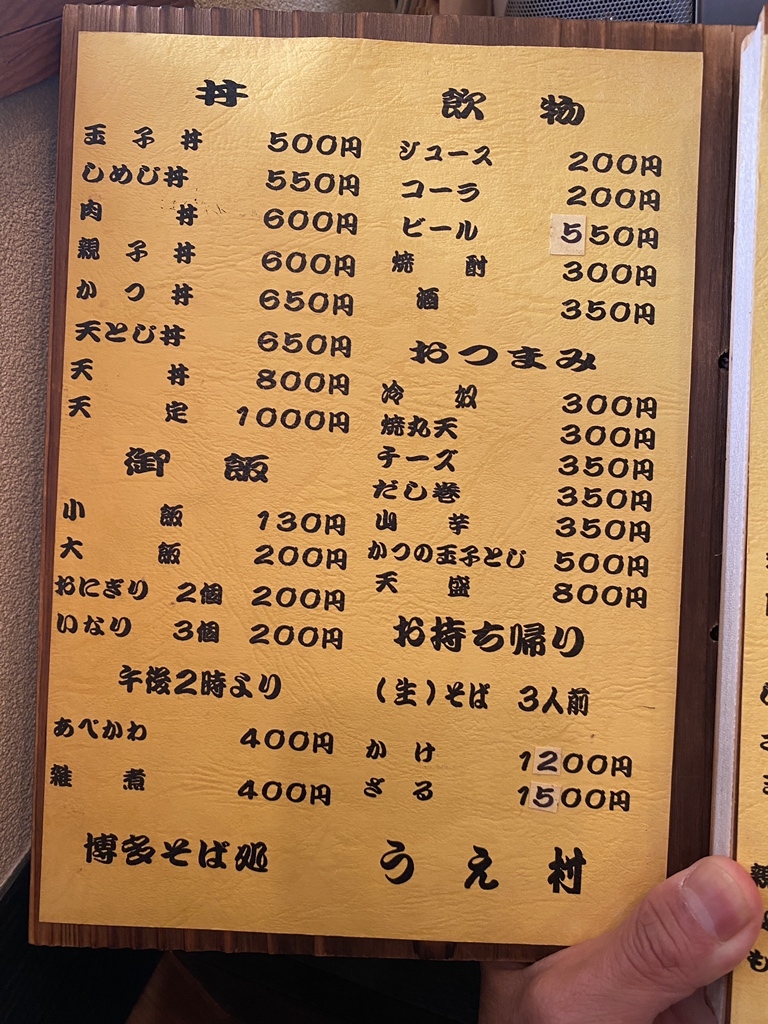 丼
玉子丼 500円
しめじ丼 550円
肉丼 600円
親子丼 600円
かつ丼 650円
天とじ丼 650円
天丼 800円
天定 1000円
御飯
小飯 130円
大飯 200円
おにぎり 2個 200円
いなり 3個 200円
午後2時より
あべかわ 400円
雑煮 400円
飲物
ジュース 200円
コーラ 200円
ビール 550円
焼酎 300円
酒 350円
おつまみ
冷奴 300円
焼丸天 300円
チーズ 350円
だし巻 350円
山芋 350円
かつの玉子とじ 500円
天盛 800円
お持ち帰り
(生)そば 3人前
かけ 1200円
ざる 1500円
博多そば処 うえ村